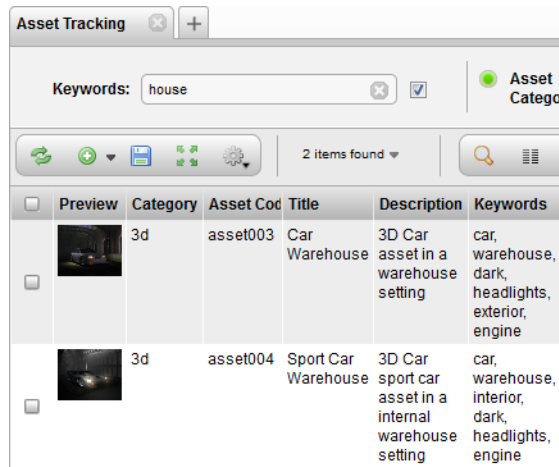 Asset Tracking
Keywords: house
Asset
Catego
2 items found
Preview Category Asset Cod Title Description Keywords
3d asset003 Car 3D Car car,
Warehouse asset in a warehouse,
warehouse dark,
setting headlights,
exterior,
engine
3d asset004 Sport Car 3D Car car,
Warehouse sport car warehouse,
asset in a interior,
internal dark,
warehouse headlights,
setting engine